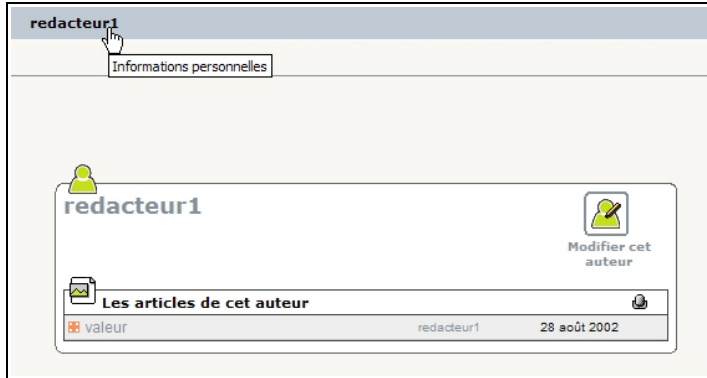 redacteur1
Informations personnelles
redacteur1
Modifier cet
auteur
Les articles de cet auteur
valeur redacteur1 28 août 2002